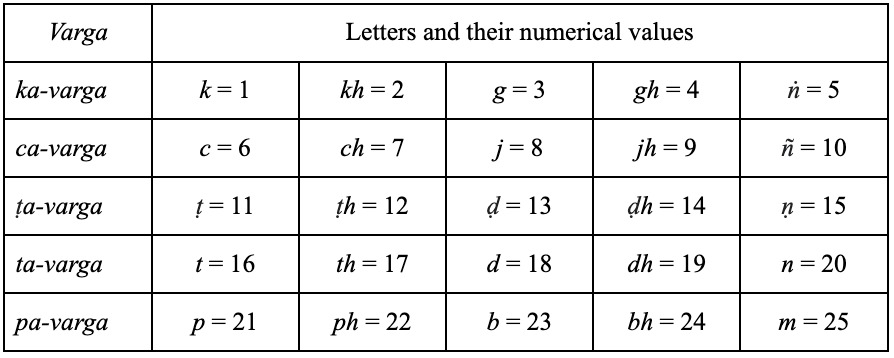 Varga Letters and their numerical values
ka-varga k = 1 kh = 2 g = 3 gh = 4 ṅ = 5
ca-varga c = 6 ch = 7 j = 8 jh = 9 ñ = 10
ṭa-varga ṭ = 11 ṭh = 12 ḍ = 13 ḍh = 14 ṇ = 15
ta-varga t = 16 th = 17 d = 18 dh = 19 n = 20
pa-varga p = 21 ph = 22 b = 23 bh = 24 m = 25